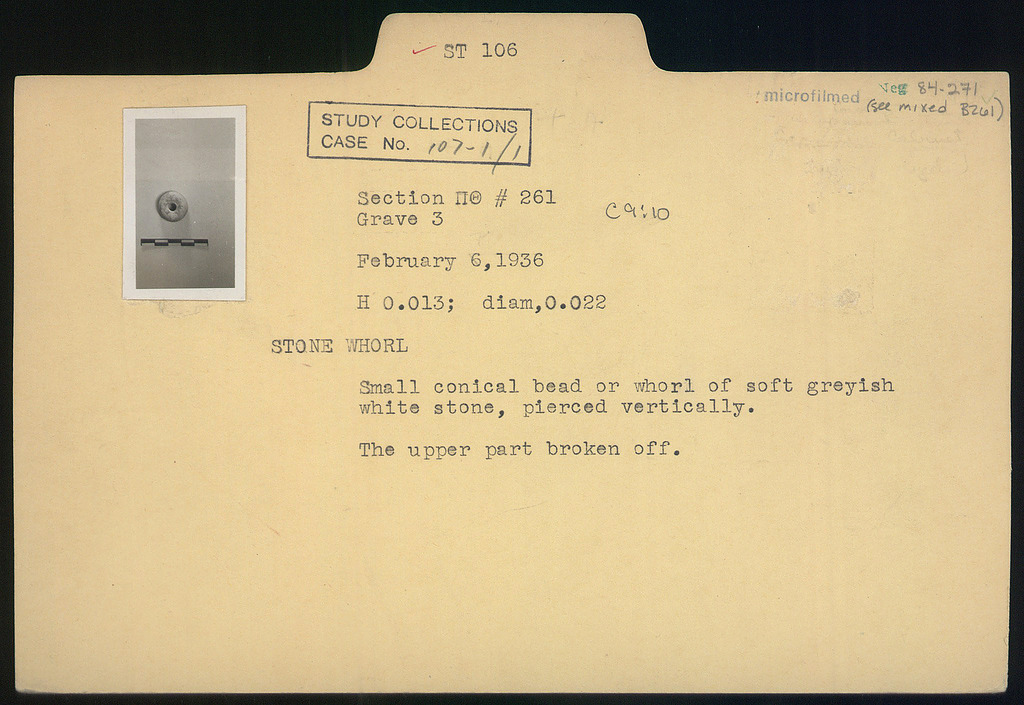 ST 106
microfilmed
Neg 84-271
(see mixed B261)
STUDY COLLECTIONS
CASE No. 107-1/1
Section ΠΘ # 261
Grave 3
C9:10
February 6,1936
H 0.013; diam,0.022
STONE WHORL
Small conical bead or whorl of soft greyish
white stone, pierced vertically.
The upper part broken off.